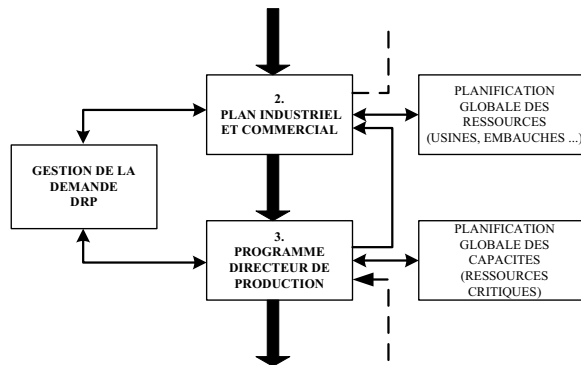 2.
PLAN INDUSTRIEL
ET COMMERCIAL
PLANIFICATION
GLOBALE DES
RESSOURCES
(USINES, EMBAUCHES ...)
GESTION DE LA
DEMANDE
DRP
3.
PROGRAMME
DIRECTEUR DE
PRODUCTION
PLANIFICATION
GLOBALE DES
CAPACITES
(RESSOURCES
CRITIQUES)